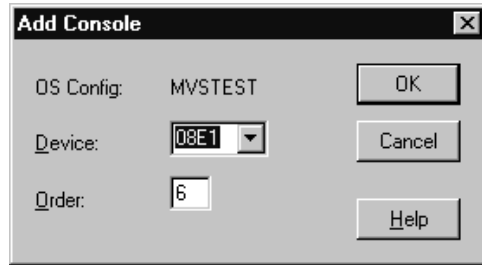 Add Console
OS Config: MVSTEST OK
Device: 08E1 Cancel
Order: 6
Help